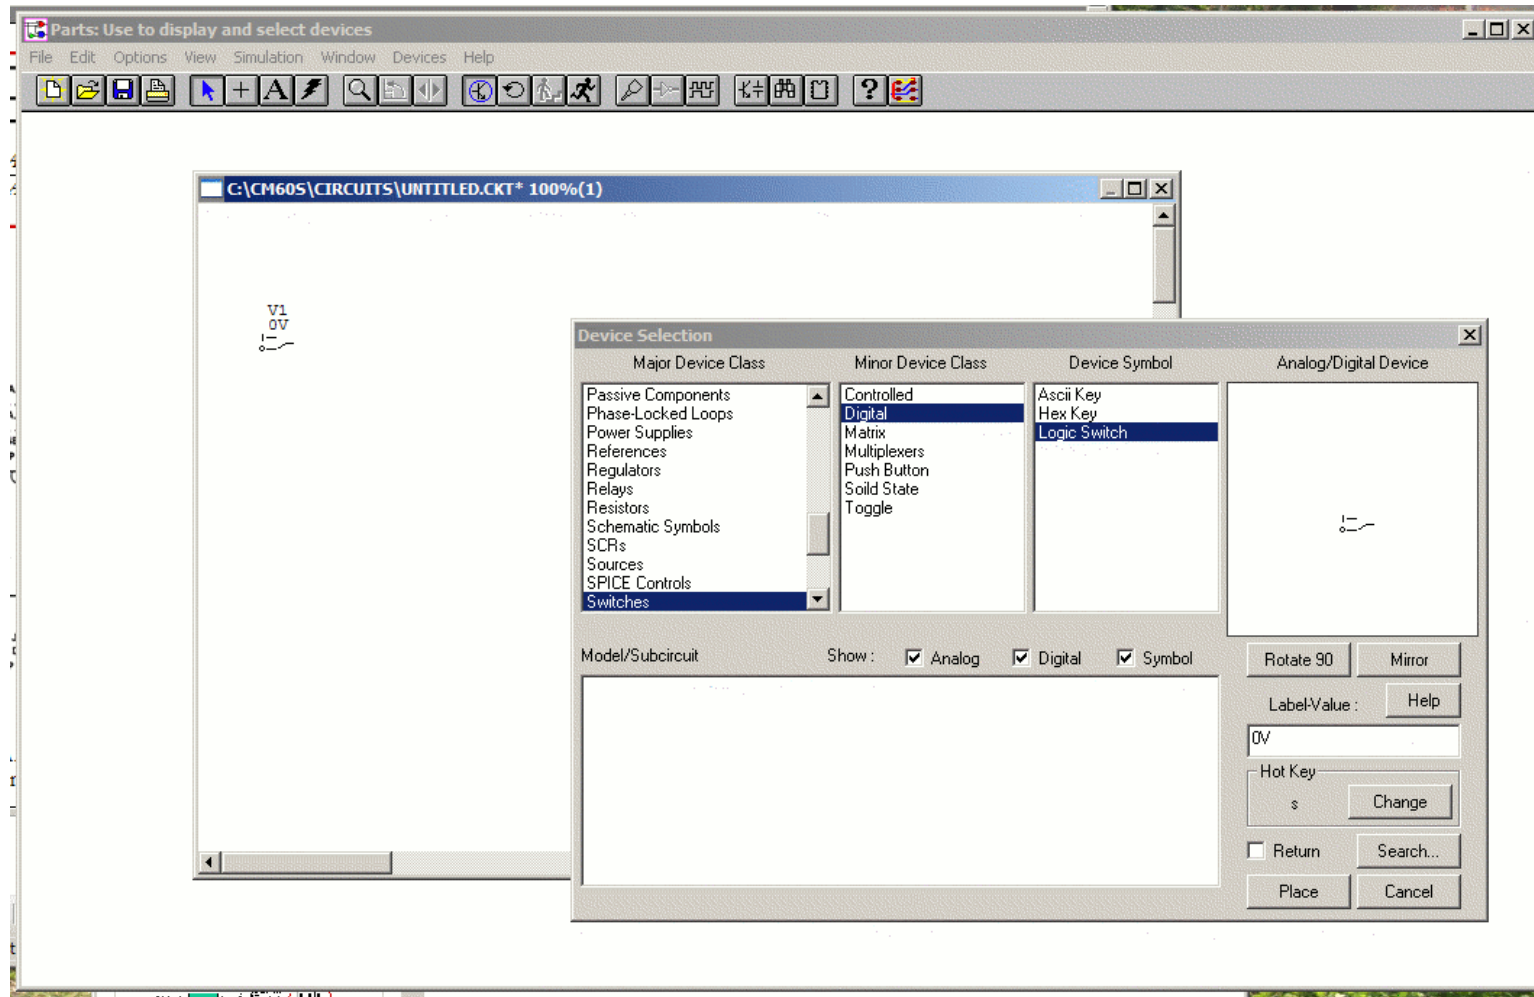 Parts: Use to display and select devices
File Edit Options View Simulation Window Devices Help
C:\CM60S\CIRCUITS\UNTITLED.CKT* 100%(1)
V1
0V
Device Selection
Major Device Class Minor Device Class Device Symbol Analog/Digital Device
Passive Components
Phase-Locked Loops
Power Supplies
References
Regulators
Relays
Resistors
Schematic Symbols
SCRs
Sources
SPICE Controls
Switches
Controlled
Digital
Matrix
Multiplexers
Push Button
Soild State
Toggle
Ascii Key
Hex Key
Logic Switch
Model/Subcircuit Show : Analog Digital Symbol
Rotate 90 Mirror
Label-Value : Help
0V
Hot Key
s Change
Return Search...
Place Cancel